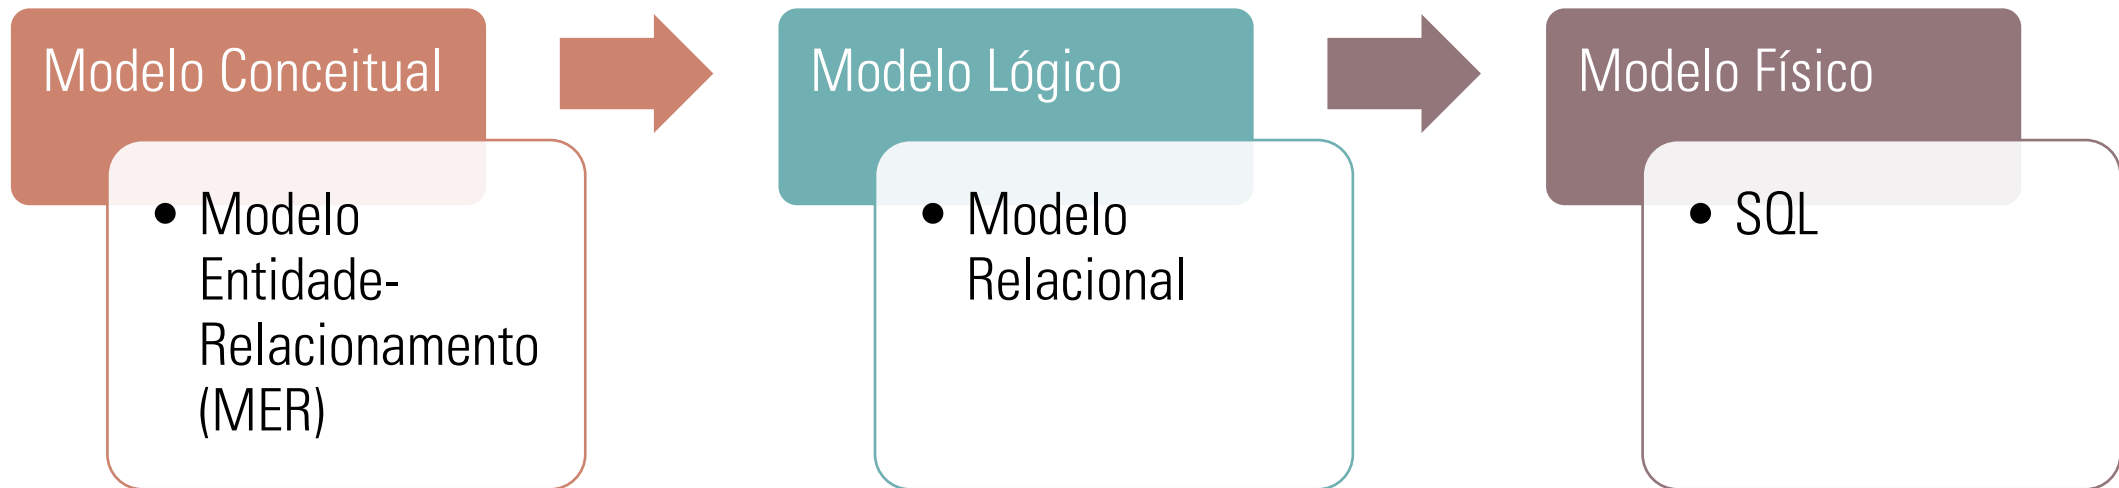 Modelo Conceitual
• Modelo
Entidade-
Relacionamento
(MER)
Modelo Lógico
• Modelo
Relacional
Modelo Físico
• SQL